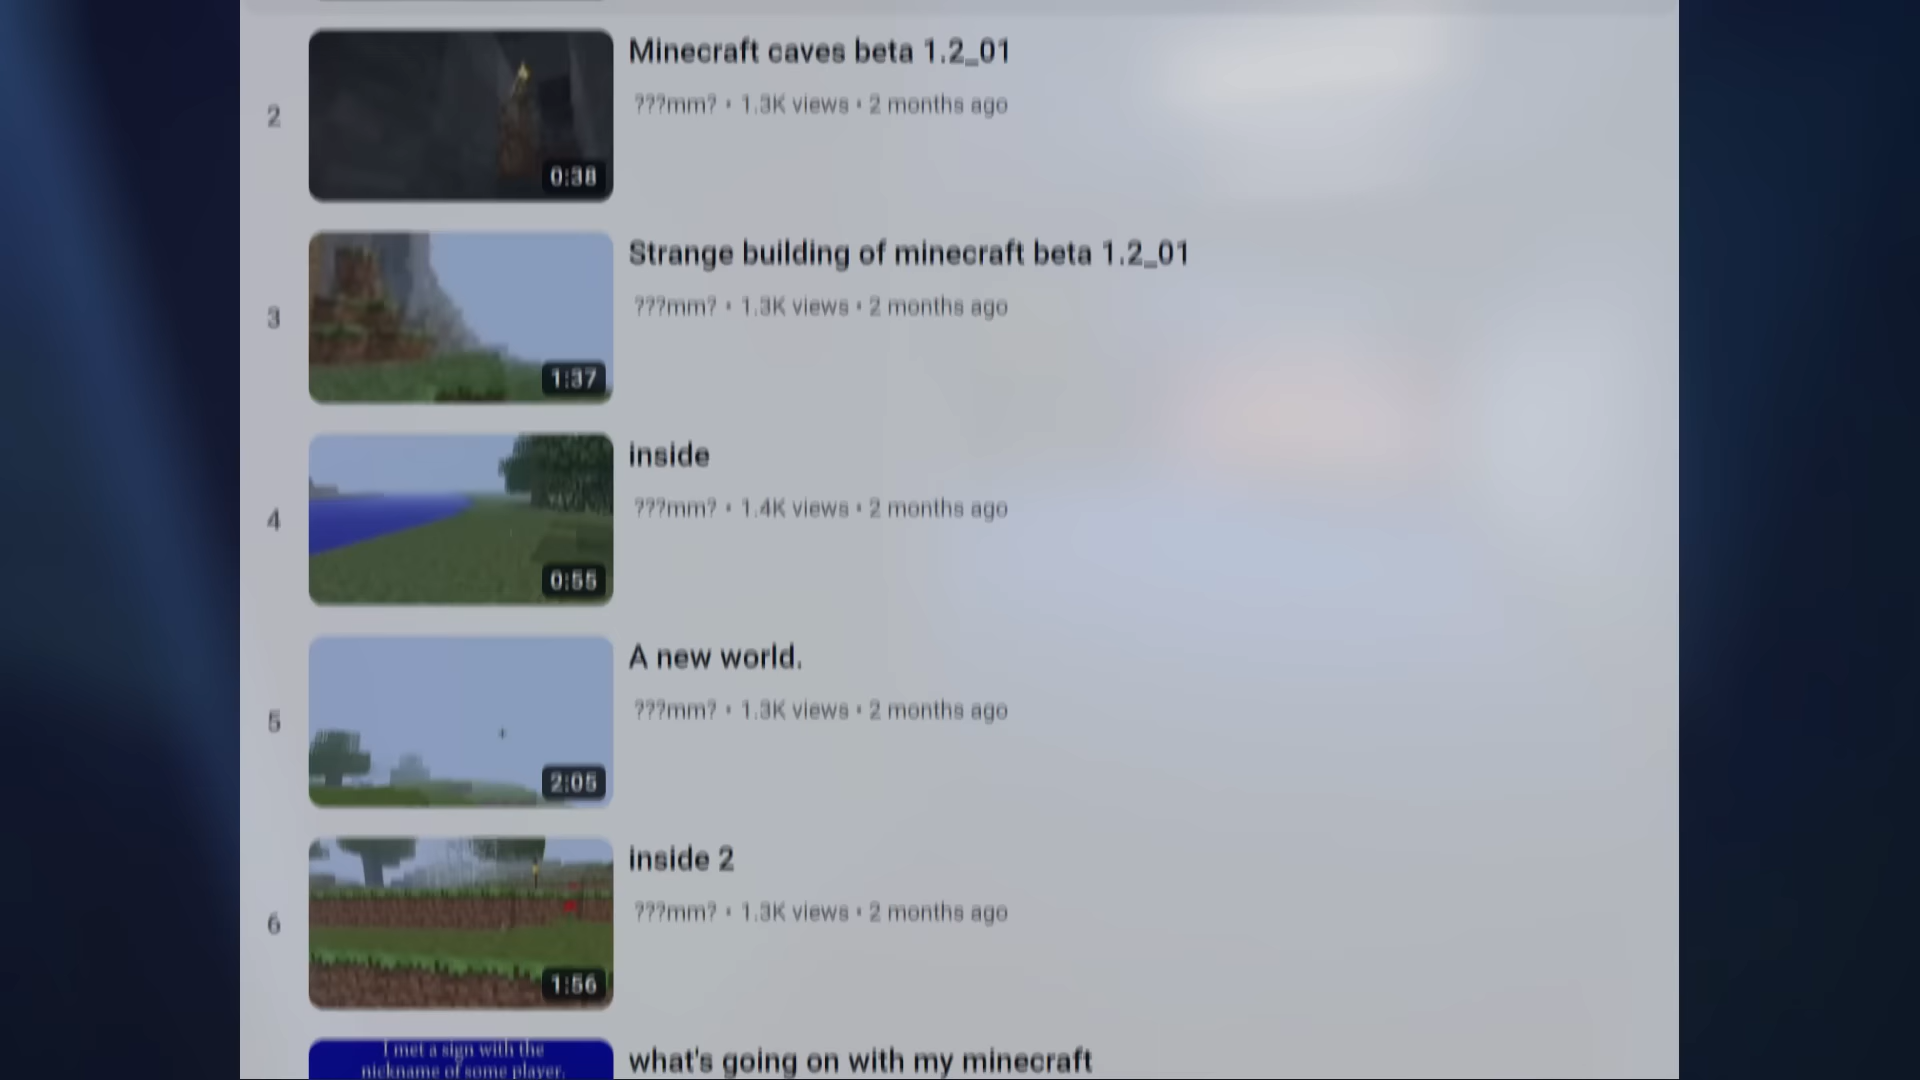 2
Minecraft caves beta 1.2_01
???mm? • 1.3K views • 2 months ago
0:38
3
Strange building of minecraft beta 1.2_01
???mm? • 1.3K views • 2 months ago
1:37
4
inside
???mm? • 1.4K views • 2 months ago
0:55
5
A new world.
???mm? • 1.3K views • 2 months ago
2:05
6
inside 2
???mm? • 1.3K views • 2 months ago
1:56
I met a sign with the
nickname of some player.
what's going on with my minecraft